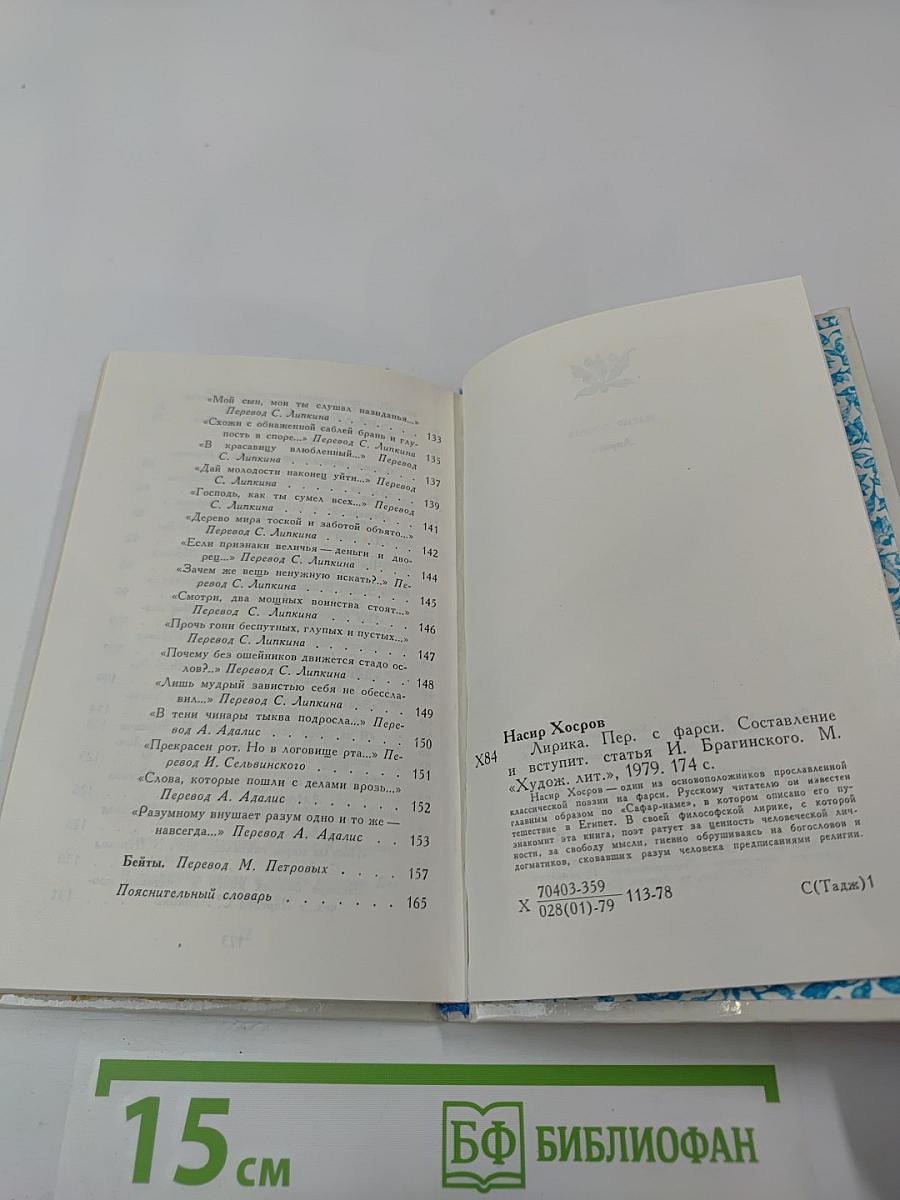 «Мой сын, мои ты слушал назиданья...»
Перевод С. Липкина . . . . . . . 133
«Схожи с обнаженной саблей брань и глу-
пость в споре...» Перевод С. Липкина 135
«В красавицу влюбленный...» Перевод
С. Липкина . . . . . . . . . 137
«Дай молодости наконец уйти...» Перевод
С. Липкина . . . . . . . . . 139
«Господь, как ты сумел всех...» Перевод
С. Липкина . . . . . . . . . 141
«Дерево мира тоской и заботой объято...»
Перевод С. Липкина . . . . . . . 142
«Если признаки величья — деньги и дво-
рец...» Перевод С. Липкина . . . . 144
«Зачем же вещь ненужную искать?..» Пе-
ревод С. Липкина . . . . . . . . 145
«Смотри, два мощных воинства стоят...»
Перевод С. Липкина . . . . . . . 146
«Прочь гони беспутных, глупых и пустых...»
Перевод С. Липкина . . . . . . . 147
«Почему без ошейников движется стадо ос-
лов?..» Перевод С. Липкина . . . . 148
«Лишь мудрый завистью себя не обессла-
вил...» Перевод С. Липкина . . . . 149
«В тени чинары тыква подросла...» Пере-
вод А. Адалис . . . . . . . . 150
«Прекрасен рот. Но в логовище рта...» Пе-
ревод И. Сельвинского . . . . . . 151
«Слова, которые пошли с делами врозь...»
Перевод А. Адалис . . . . . . . 152
«Разумному внушает разум одно и то же —
навсегда...» Перевод А. Адалис . . 153
Бейты. Перевод М. Петровых . . . . 157
Пояснительный словарь . . . . . . . 165
173
Насир Хосров
Х84 Лирика. Пер. с фарси. Составление
и вступит. статья И. Брагинского. М.
«Худож. лит.», 1979. 174 с.
Насир Хосров — один из основоположников прославленной
классической поэзии на фарси. Русскому читателю он известен
главным образом по «Сафар-наме», в котором описано его пу-
тешествие в Египет. В своей философской лирике, с которой
знакомит эта книга, поэт ратует за ценность человеческой лич-
ности, за свободу мысли, гневно обрушиваясь на богословов и
догматиков, сковавших разум человека предписаниями религии.
Х 70403-359 113-78 С(Тадж)1
028(01)-79
15 см
БФ БИБЛИОФАН